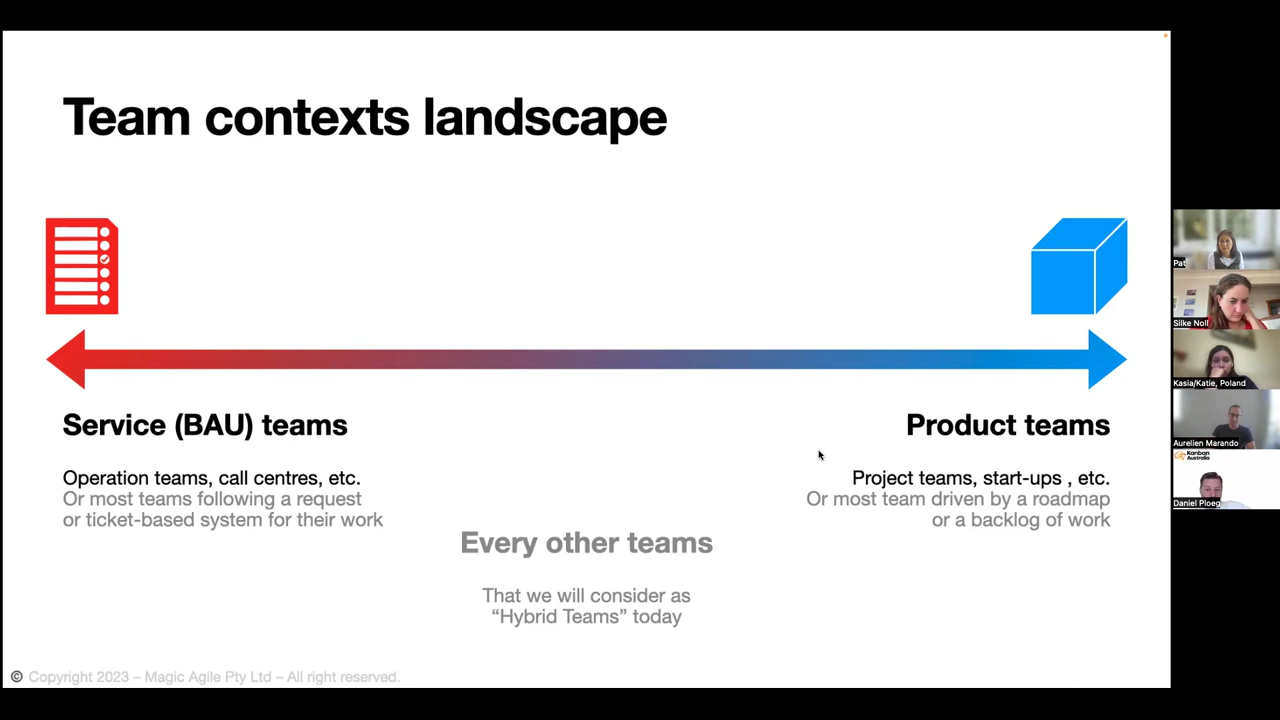 Team contexts landscape
Service (BAU) teams
Operation teams, call centres, etc.
Or most teams following a request
or ticket-based system for their work
Every other teams
That we will consider as
“Hybrid Teams” today
Product teams
Project teams, start-ups , etc.
Or most team driven by a roadmap
or a backlog of work
© Copyright 2023 – Magic Agile Pty Ltd – All right reserved.
Pat
Silke Noll
Kasia/Katie, Poland
Aurelien Marando
Kanban
Australia
Daniel Ploeg